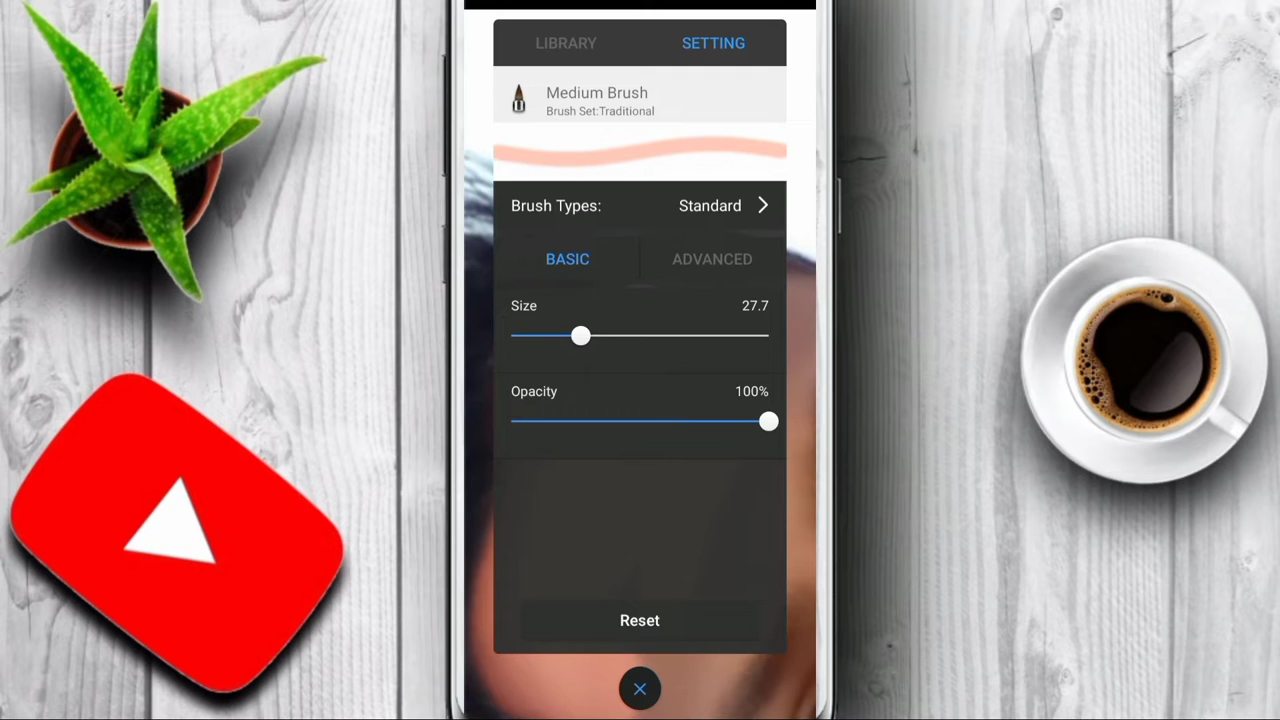 LIBRARY SETTING
Medium Brush
Brush Set:Traditional
Brush Types: Standard
BASIC ADVANCED
Size 27.7
Opacity 100%
Reset